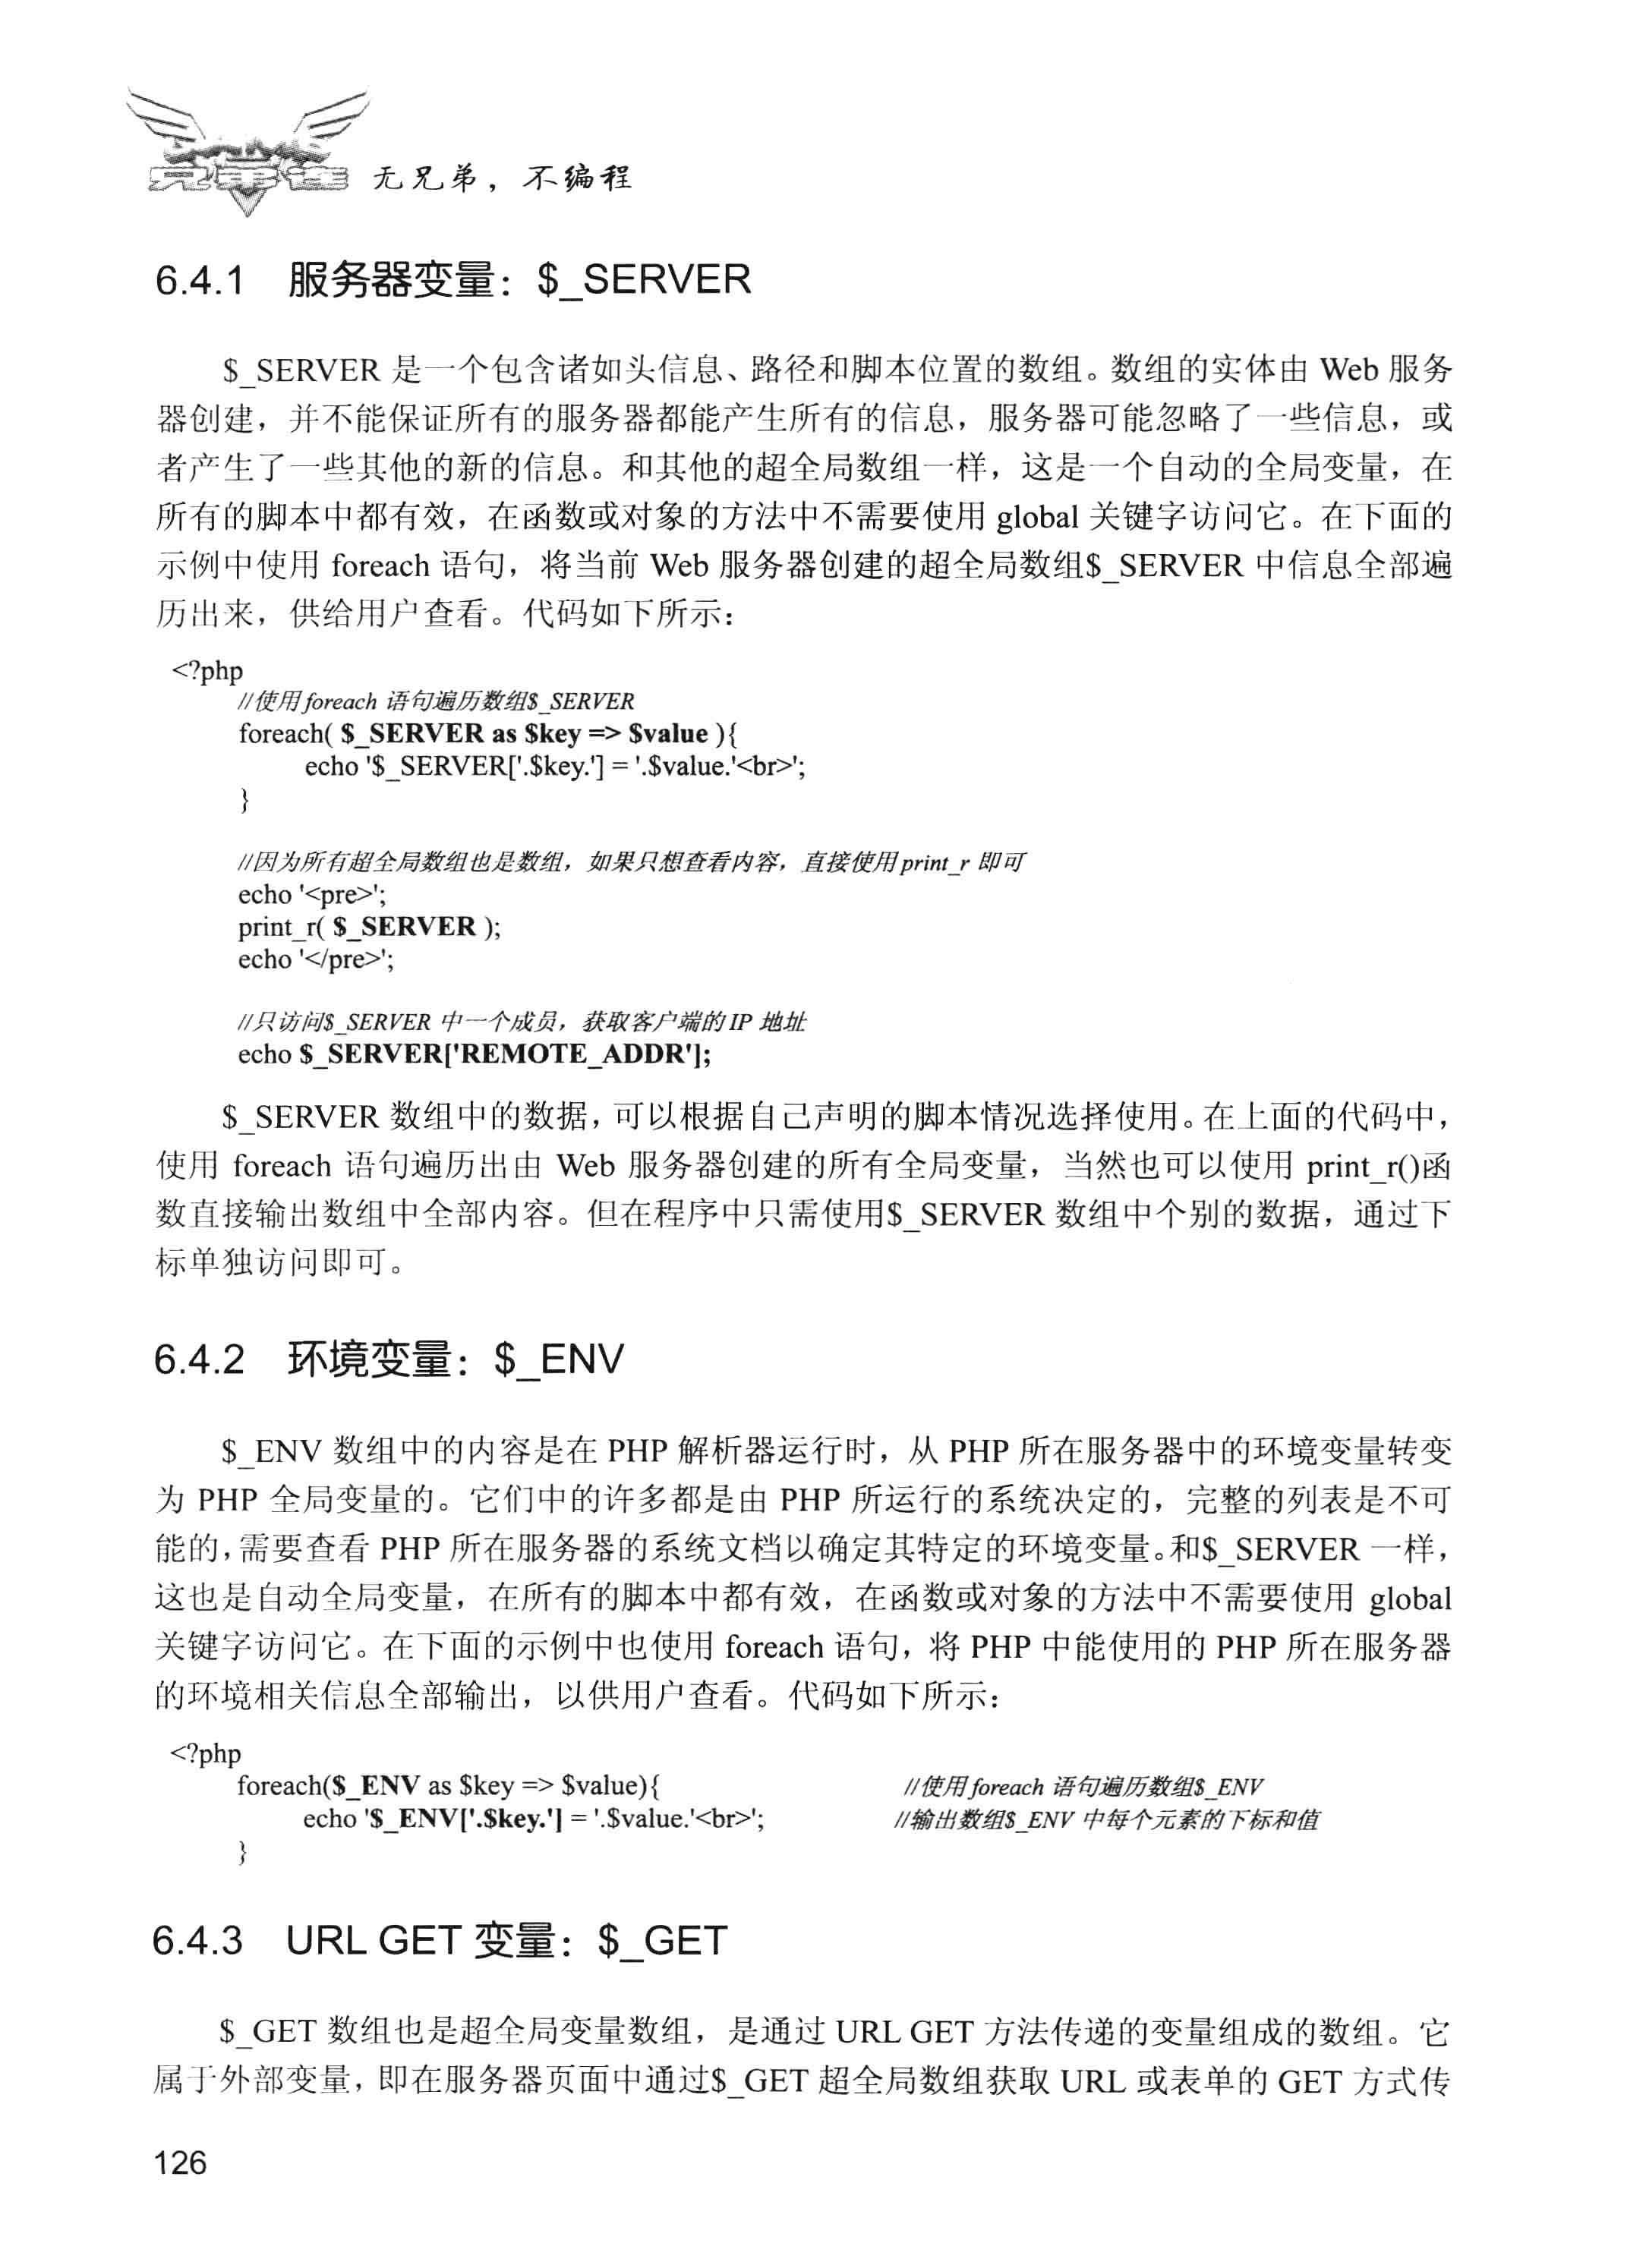 兄弟连 无兄弟，不编程
6.4.1 服务器变量：$_SERVER
$_SERVER 是一个包含诸如头信息、路径和脚本位置的数组。数组的实体由 Web 服务
器创建，并不能保证所有的服务器都能产生所有的信息，服务器可能忽略了一些信息，或
者产生了一些其他的新的信息。和其他的超全局数组一样，这是一个自动的全局变量，在
所有的脚本中都有效，在函数或对象的方法中不需要使用 global 关键字访问它。在下面的
示例中使用 foreach 语句，将当前 Web 服务器创建的超全局数组$_SERVER 中信息全部遍
历出来，供给用户查看。代码如下所示：
<?php
//使用foreach 语句遍历数组$_SERVER
foreach( $_SERVER as $key => $value ){
echo '$_SERVER['.$key.'] = '.$value.'<br>';
}
//因为所有超全局数组也是数组，如果只想查看内容，直接使用print_r 即可
echo '<pre>';
print_r( $_SERVER );
echo '</pre>';
//只访问$_SERVER 中一个成员，获取客户端的IP 地址
echo $_SERVER['REMOTE_ADDR'];
$_SERVER 数组中的数据，可以根据自己声明的脚本情况选择使用。在上面的代码中，
使用 foreach 语句遍历出由 Web 服务器创建的所有全局变量，当然也可以使用 print_r()函
数直接输出数组中全部内容。但在程序中只需使用$_SERVER 数组中个别的数据，通过下
标单独访问即可。
6.4.2 环境变量：$_ENV
$_ENV 数组中的内容是在 PHP 解析器运行时，从 PHP 所在服务器中的环境变量转变
为 PHP 全局变量的。它们中的许多都是由 PHP 所运行的系统决定的，完整的列表是不可
能的，需要查看 PHP 所在服务器的系统文档以确定其特定的环境变量。和$_SERVER 一样，
这也是自动全局变量，在所有的脚本中都有效，在函数或对象的方法中不需要使用 global
关键字访问它。在下面的示例中也使用 foreach 语句，将 PHP 中能使用的 PHP 所在服务器
的环境相关信息全部输出，以供用户查看。代码如下所示：
<?php
foreach($_ENV as $key => $value){ //使用foreach 语句遍历数组$_ENV
echo '$_ENV['.$key.'] = '.$value.'<br>'; //输出数组$_ENV 中每个元素的下标和值
}
6.4.3 URL GET 变量：$_GET
$_GET 数组也是超全局变量数组，是通过 URL GET 方法传递的变量组成的数组。它
属于外部变量，即在服务器页面中通过$_GET 超全局数组获取 URL 或表单的 GET 方式传
126